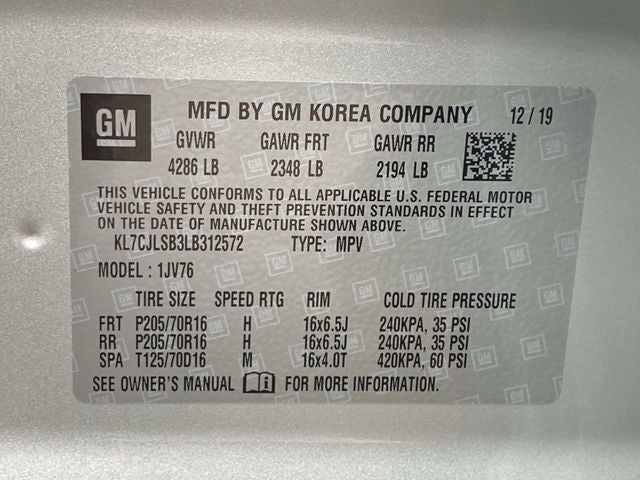 GM
MFD BY GM KOREA COMPANY 12/19
GVWR GAWR FRT GAWR RR
4286 LB 2348 LB 2194 LB
THIS VEHICLE CONFORMS TO ALL APPLICABLE U.S. FEDERAL MOTOR
VEHICLE SAFETY AND THEFT PREVENTION STANDARDS IN EFFECT
ON THE DATE OF MANUFACTURE SHOWN ABOVE.
KL7CJLSB3LB312572 TYPE: MPV
MODEL : 1JV76
TIRE SIZE SPEED RTG RIM COLD TIRE PRESSURE
FRT P205/70R16 H 16x6.5J 240KPA, 35 PSI
RR P205/70R16 H 16x6.5J 240KPA, 35 PSI
SPA T125/70D16 M 16x4.0T 420KPA, 60 PSI
SEE OWNER'S MANUAL FOR MORE INFORMATION.